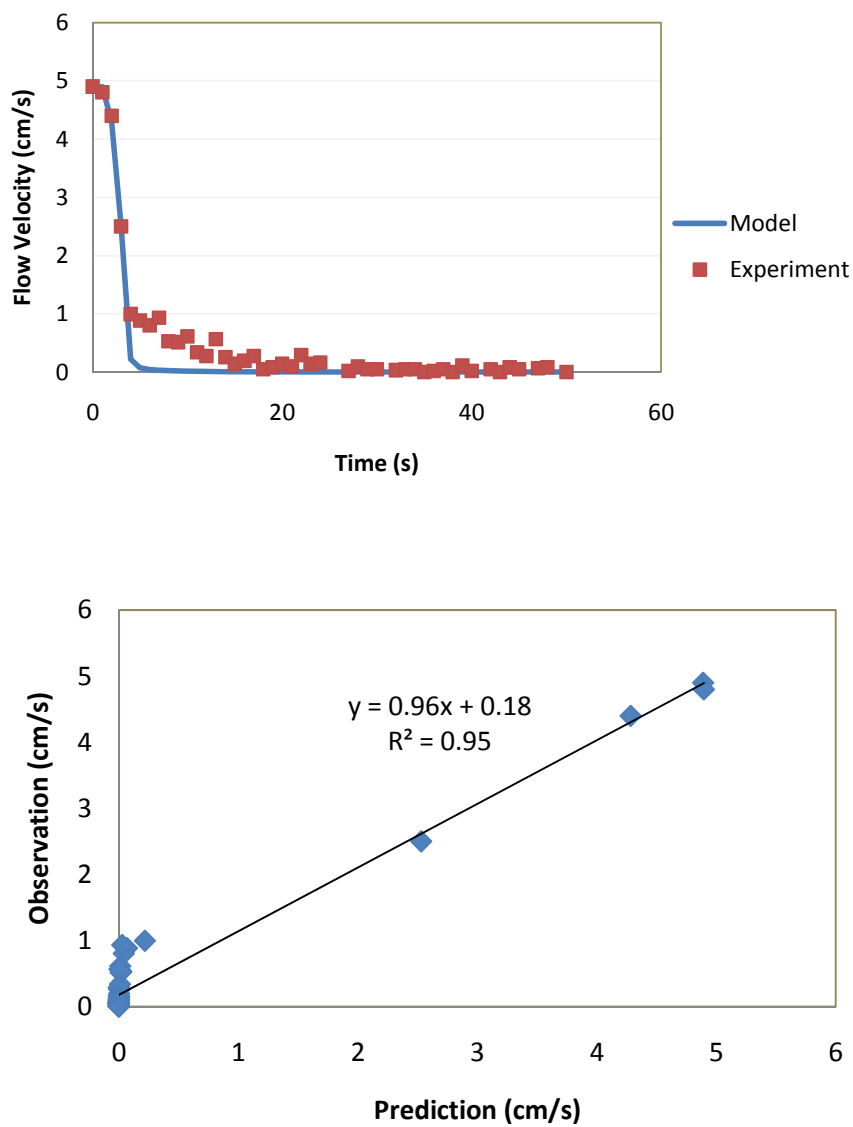 6
5
4
3
2
1
0
0 20 40 60
Flow Velocity (cm/s)
Time (s)
Model
Experiment
6
5
4
3
2
1
0
0 1 2 3 4 5 6
Observation (cm/s)
Prediction (cm/s)
y = 0.96x + 0.18
R² = 0.95